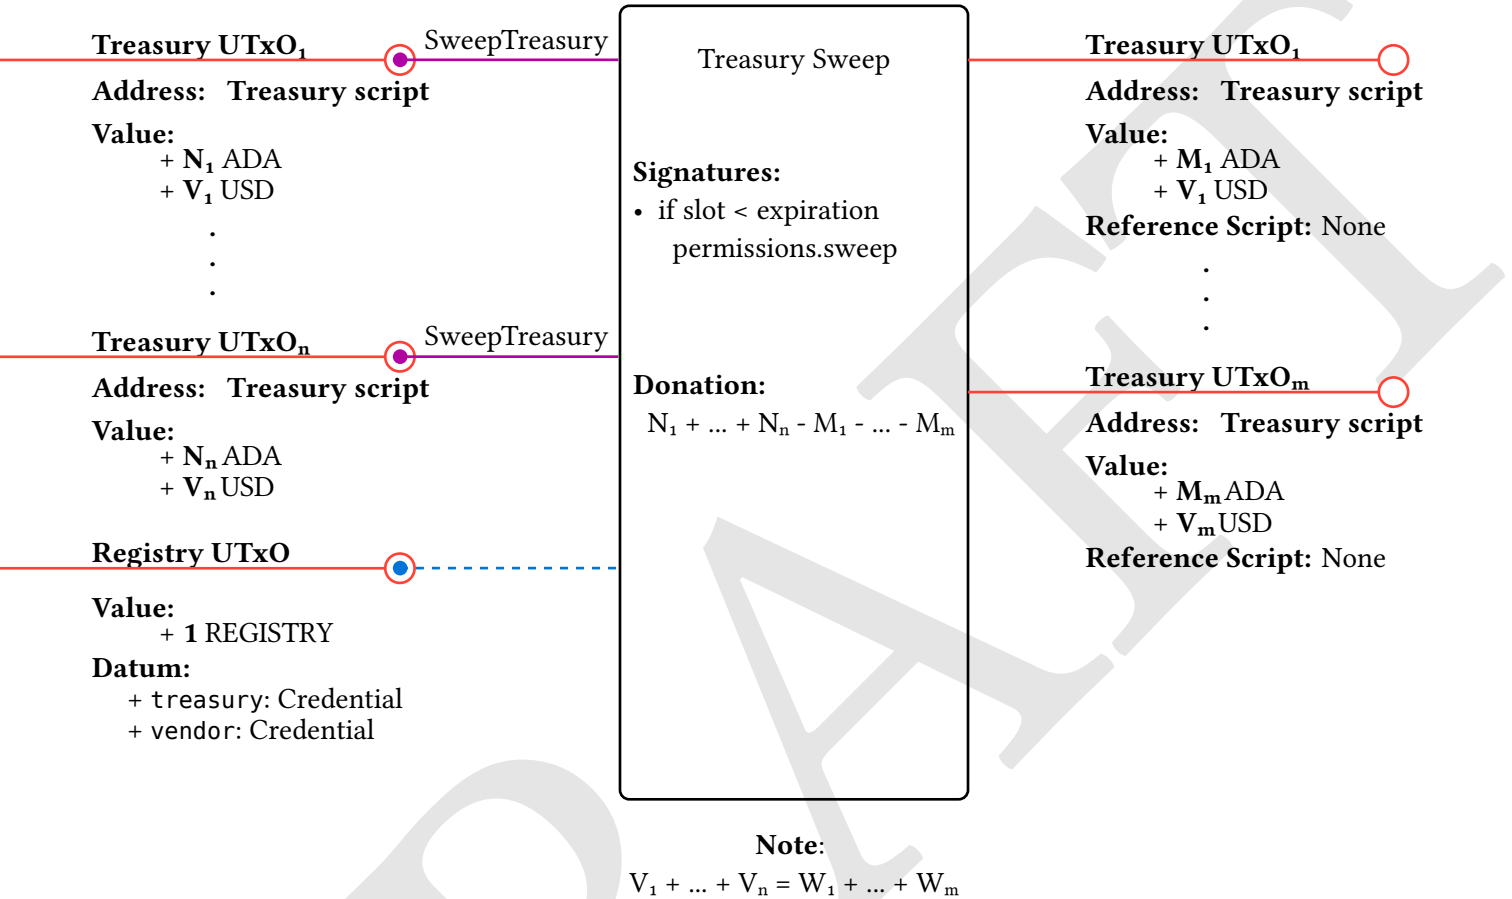 Treasury UTxO₁
SweepTreasury
Address: Treasury script
Value:
+ N₁ ADA
+ V₁ USD
.
.
.
Treasury UTxOₙ
SweepTreasury
Address: Treasury script
Value:
+ Nₙ ADA
+ Vₙ USD
Registry UTxO
Value:
+ 1 REGISTRY
Datum:
+ treasury: Credential
+ vendor: Credential
Treasury Sweep
Signatures:
• if slot < expiration
permissions.sweep
Donation:
N₁ + ... + Nₙ - M₁ - ... - Mₘ
Treasury UTxO₁
Address: Treasury script
Value:
+ M₁ ADA
+ V₁ USD
Reference Script: None
.
.
.
Treasury UTxOₘ
Address: Treasury script
Value:
+ Mₘ ADA
+ Vₘ USD
Reference Script: None
Note:
V₁ + ... + Vₙ = W₁ + ... + Wₘ